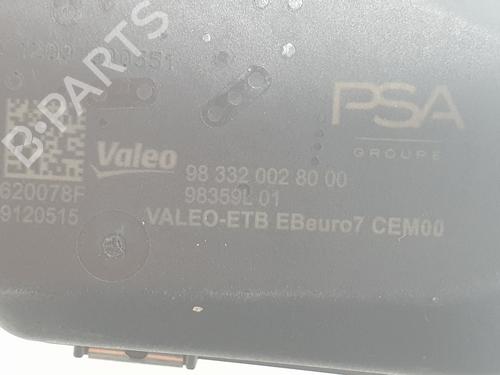 B-PARTS
PSA
GROUPE
Valeo
98 332 002 80 00
98359L 01
620078F
9120515
VALEO-ETB EBeuro7 CEM00